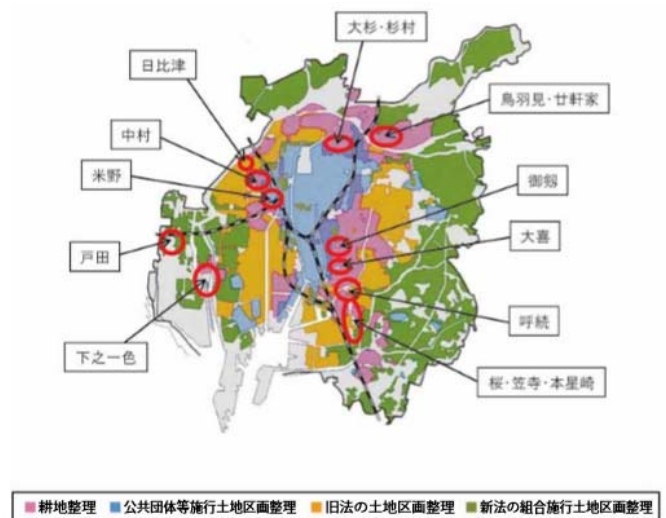 大杉・杉村
日比津
鳥羽見・廿軒家
中村
米野
御剱
大喜
戸田
呼続
下之一色
桜・笠寺・本星崎
耕地整理 公共団体等施行土地区画整理 旧法の土地区画整理 新法の組合施行土地区画整理